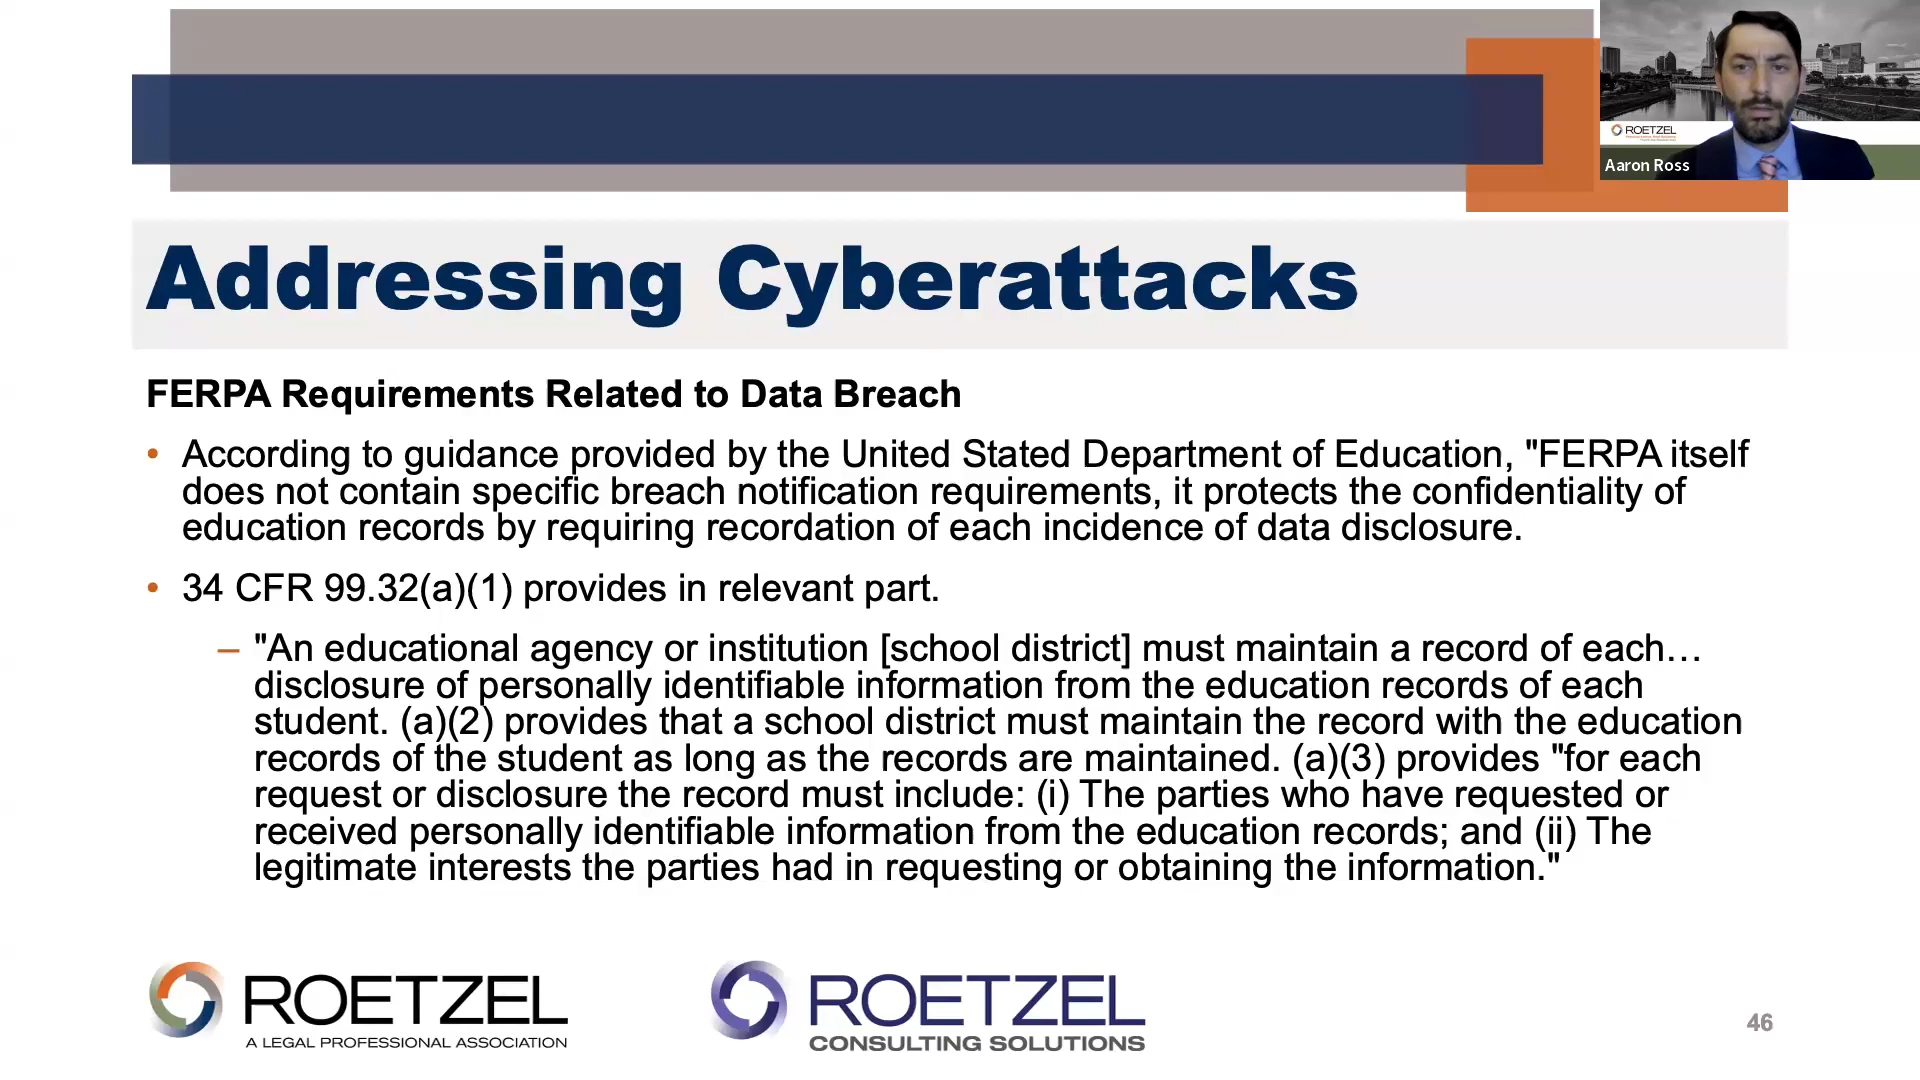 ROETZEL
Aaron Ross
Addressing Cyberattacks
FERPA Requirements Related to Data Breach
• According to guidance provided by the United Stated Department of Education, "FERPA itself
does not contain specific breach notification requirements, it protects the confidentiality of
education records by requiring recordation of each incidence of data disclosure.
• 34 CFR 99.32(a)(1) provides in relevant part.
– "An educational agency or institution [school district] must maintain a record of each…
disclosure of personally identifiable information from the education records of each
student. (a)(2) provides that a school district must maintain the record with the education
records of the student as long as the records are maintained. (a)(3) provides "for each
request or disclosure the record must include: (i) The parties who have requested or
received personally identifiable information from the education records; and (ii) The
legitimate interests the parties had in requesting or obtaining the information."
ROETZEL
A LEGAL PROFESSIONAL ASSOCIATION
ROETZEL
CONSULTING SOLUTIONS
46